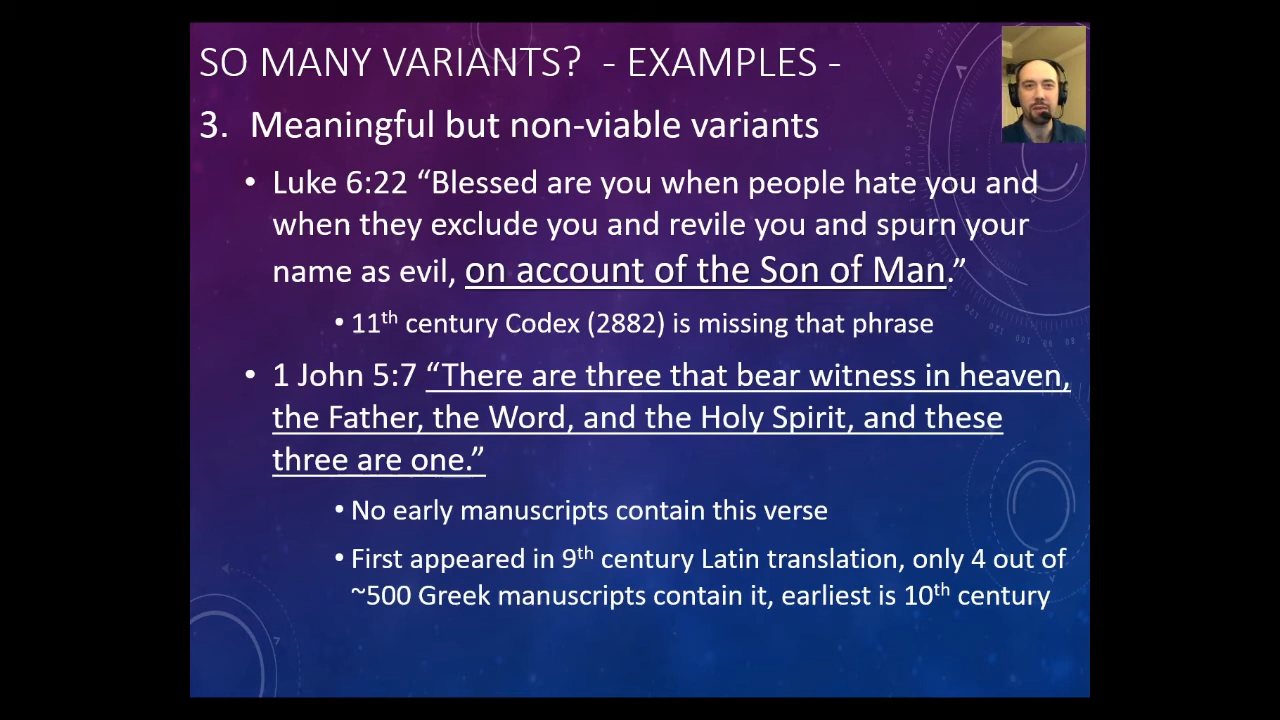 SO MANY VARIANTS? - EXAMPLES -
3. Meaningful but non-viable variants
• Luke 6:22 “Blessed are you when people hate you and
when they exclude you and revile you and spurn your
name as evil, on account of the Son of Man.”
• 11th century Codex (2882) is missing that phrase
• 1 John 5:7 “There are three that bear witness in heaven,
the Father, the Word, and the Holy Spirit, and these
three are one.”
• No early manuscripts contain this verse
• First appeared in 9th century Latin translation, only 4 out of
~500 Greek manuscripts contain it, earliest is 10th century